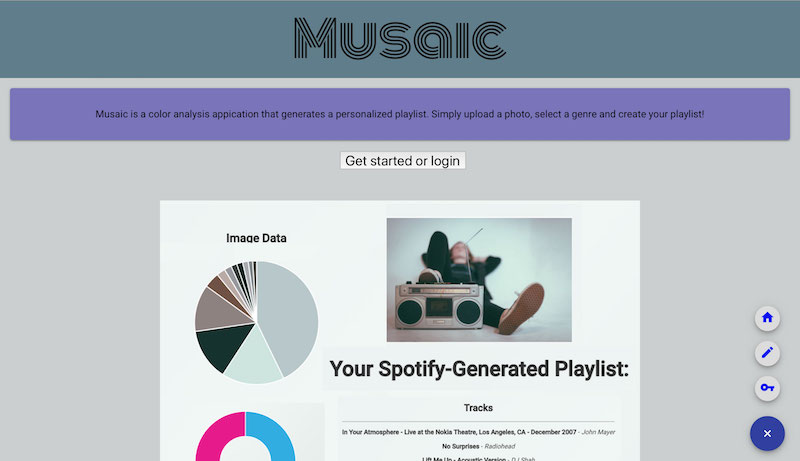 Musaic
Musaic is a color analysis appication that generates a personalized playlist. Simply upload a photo, select a genre and create your playlist!
Get started or login
Image Data
Your Spotify-Generated Playlist:
Tracks
In Your Atmosphere - Live at the Nokia Theatre, Los Angeles, CA - December 2007 - John Mayer
No Surprises - Radiohead
Lift Me Up - Acoustic Version -